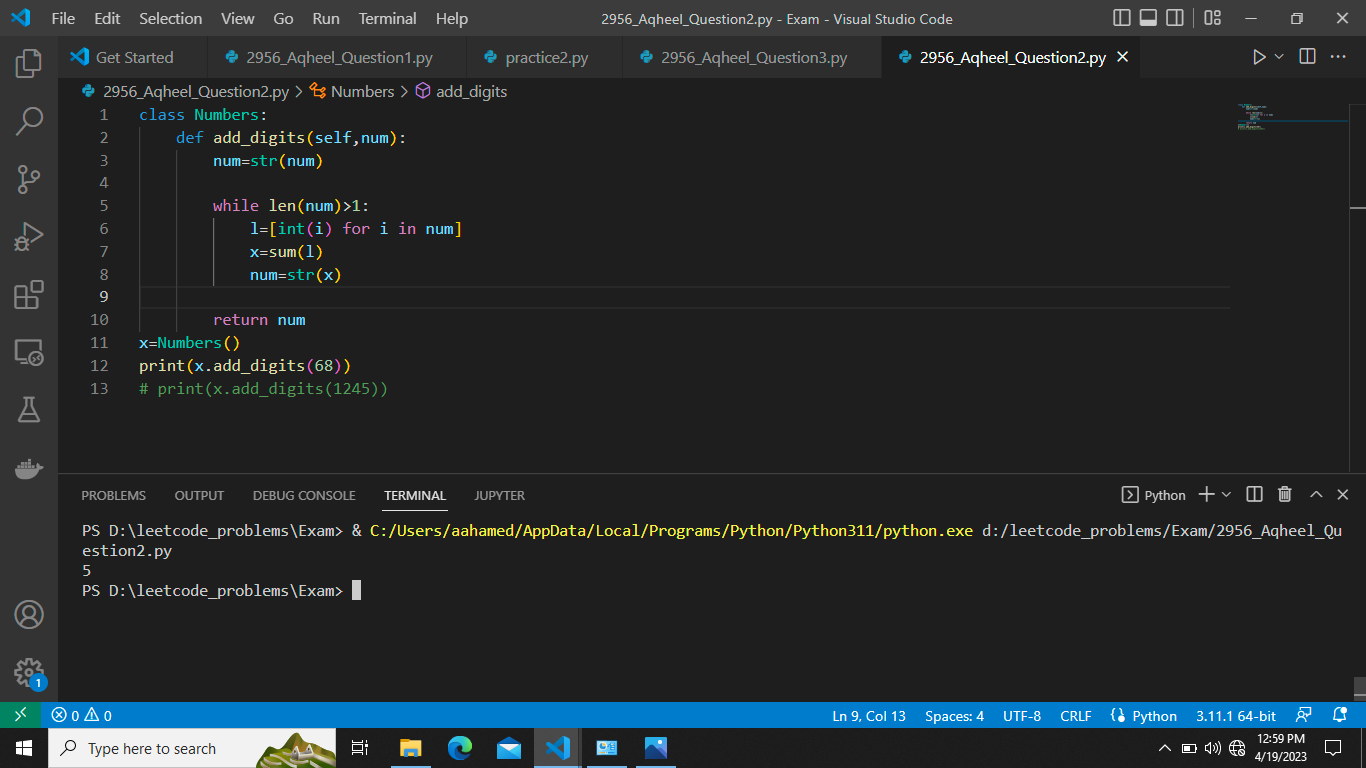 File Edit Selection View Go Run Terminal Help 2956_Aqheel_Question2.py - Exam - Visual Studio Code
Get Started 2956_Aqheel_Question1.py practice2.py 2956_Aqheel_Question3.py 2956_Aqheel_Question2.py
2956_Aqheel_Question2.py > Numbers > add_digits
1 class Numbers:
2     def add_digits(self,num):
3         num=str(num)
4
5         while len(num)>1:
6             l=[int(i) for i in num]
7             x=sum(l)
8             num=str(x)
9
10         return num
11 x=Numbers()
12 print(x.add_digits(68))
13 # print(x.add_digits(1245))
PROBLEMS OUTPUT DEBUG CONSOLE TERMINAL JUPYTER Python
PS D:\leetcode_problems\Exam> & C:/Users/aahamed/AppData/Local/Programs/Python/Python311/python.exe d:/leetcode_problems/Exam/2956_Aqheel_Qu
estion2.py
5
PS D:\leetcode_problems\Exam>
1
0 0 Ln 9, Col 13 Spaces: 4 UTF-8 CRLF Python 3.11.1 64-bit
Type here to search 12:59 PM
4/19/2023